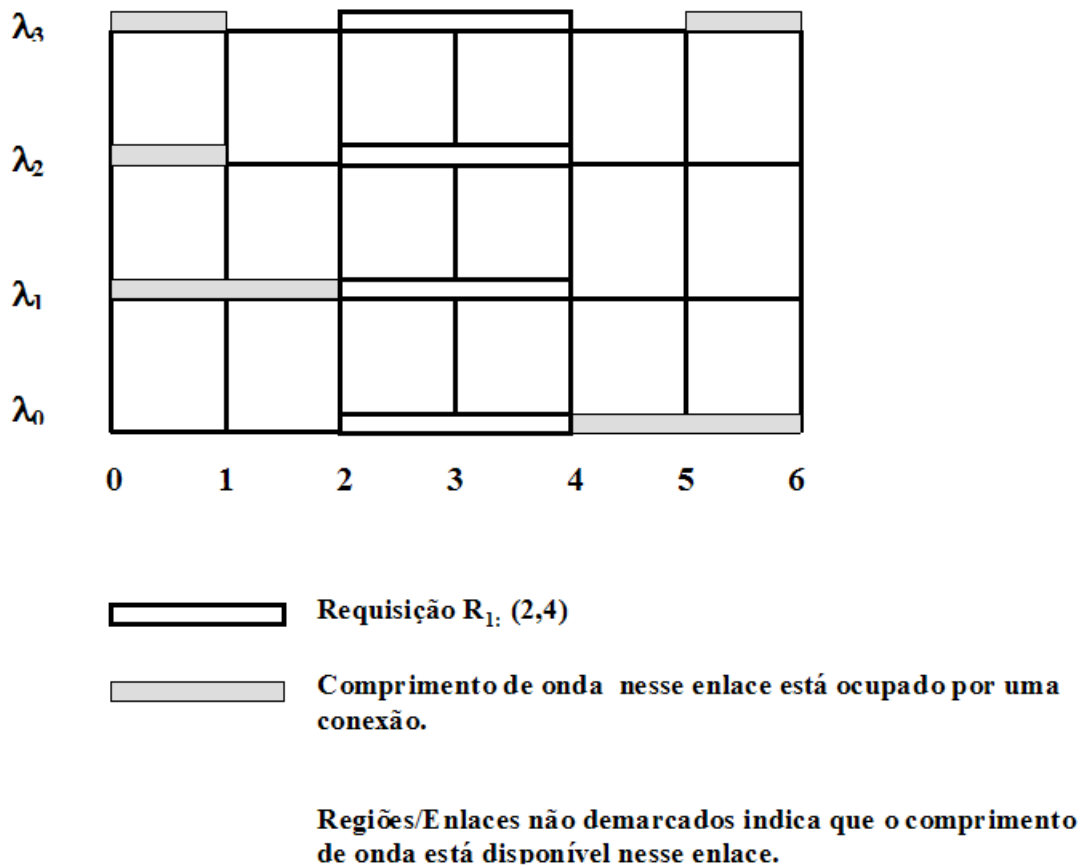 λ3
λ2
λ1
λ0
0 1 2 3 4 5 6
Requisição R1: (2,4)
Comprimento de onda nesse enlace está ocupado por uma
conexão.
Regiões/Enlaces não demarcados indica que o comprimento
de onda está disponível nesse enlace.